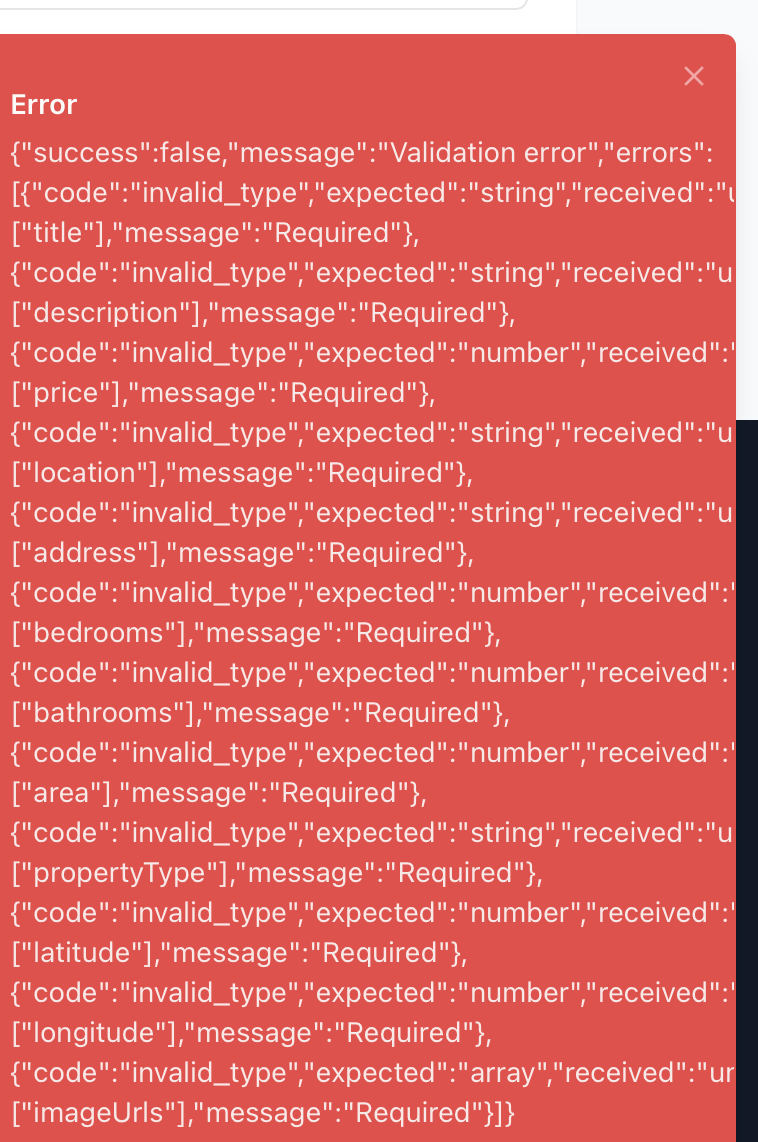 Error
{"success":false,"message":"Validation error","errors":
[{"code":"invalid_type","expected":"string","received":"u
["title"],"message":"Required"},
{"code":"invalid_type","expected":"string","received":"u
["description"],"message":"Required"},
{"code":"invalid_type","expected":"number","received":"
["price"],"message":"Required"},
{"code":"invalid_type","expected":"string","received":"u
["location"],"message":"Required"},
{"code":"invalid_type","expected":"string","received":"u
["address"],"message":"Required"},
{"code":"invalid_type","expected":"number","received":"
["bedrooms"],"message":"Required"},
{"code":"invalid_type","expected":"number","received":"
["bathrooms"],"message":"Required"},
{"code":"invalid_type","expected":"number","received":"
["area"],"message":"Required"},
{"code":"invalid_type","expected":"string","received":"u
["propertyType"],"message":"Required"},
{"code":"invalid_type","expected":"number","received":"
["latitude"],"message":"Required"},
{"code":"invalid_type","expected":"number","received":"
["longitude"],"message":"Required"},
{"code":"invalid_type","expected":"array","received":"un
["imageUrls"],"message":"Required"}]}